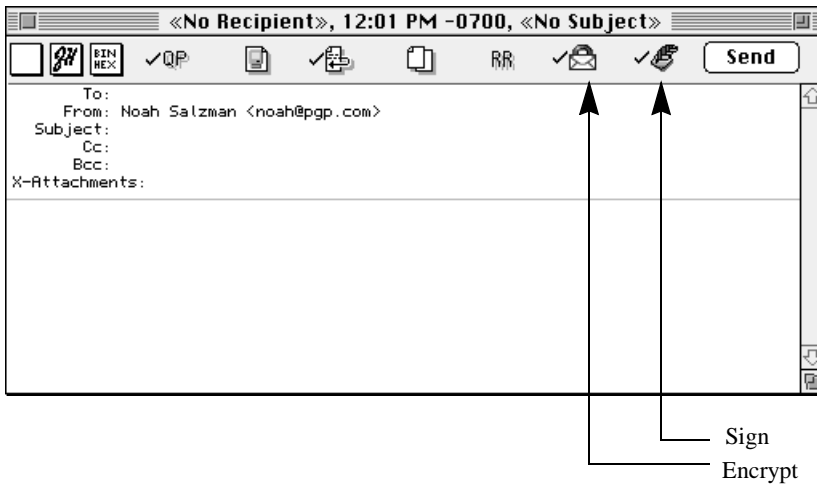 «No Recipient», 12:01 PM -0700, «No Subject»
JH BIN HEX QP RR Send
To:
From: Noah Salzman <noah@pgp.com>
Subject:
Cc:
Bcc:
X-Attachments:
Sign
Encrypt